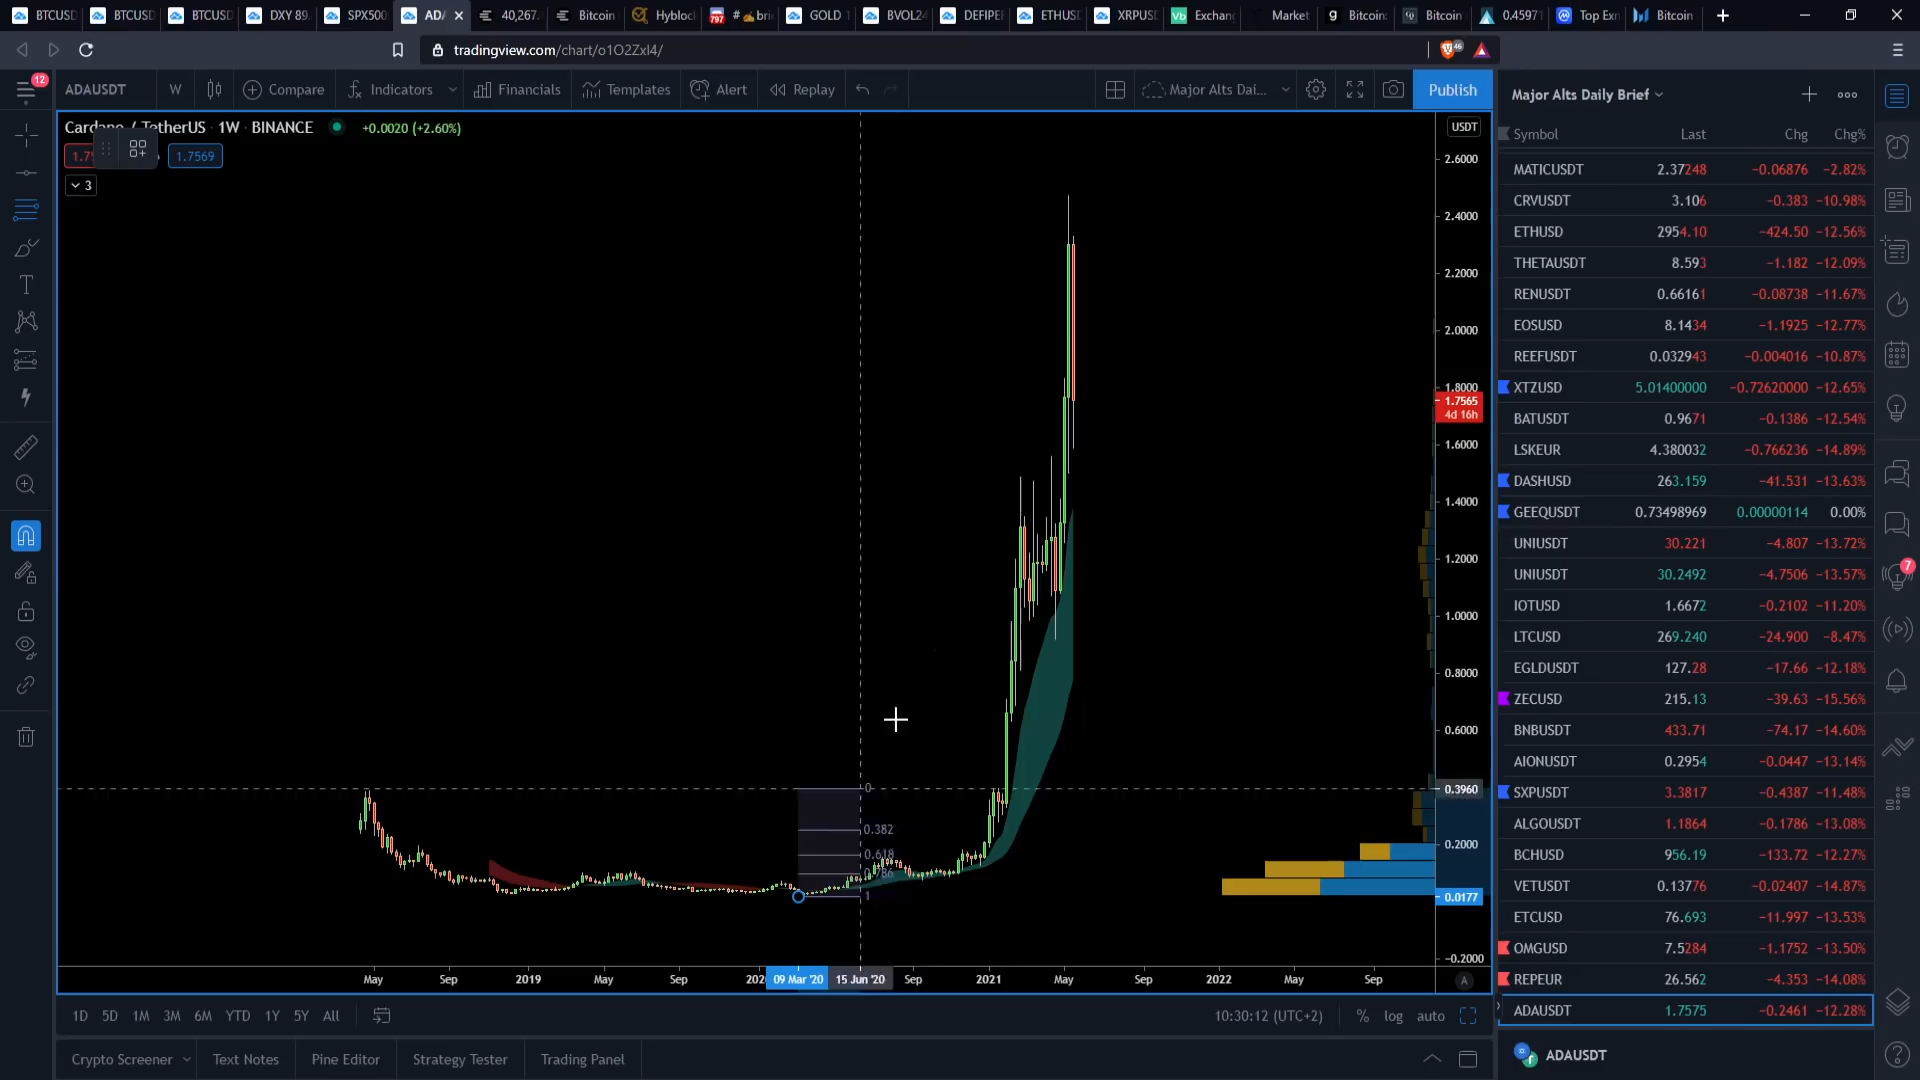 BTCUSD
BTCUSD
BTCUSD
DXY 89.
SPX500
ADA
40,267.
Bitcoin
Hyblock
GOLD 1
BVOL24
DEFIPER
ETHUSD
XRPUSD
Exchang
Market
Bitcoin
Bitcoin
0.45971
Top Exn
Bitcoin
tradingview.com/chart/o1O2Zxl4/
46
12
ADAUSDT
W
Compare
Indicators
Financials
Templates
Alert
Replay
Major Alts Dai...
Publish
Cardano / TetherUS · 1W · BINANCE
+0.0020 (+2.60%)
1.7569
3
USDT
2.6000
2.4000
2.2000
2.0000
1.8000
1.7565
4d 16h
1.6000
1.4000
1.2000
1.0000
0.8000
0.6000
0.3960
0.2000
0.0177
-0.2000
0
0.382
0.618
0.786
1
May
Sep
2019
May
Sep
09 Mar '20
15 Jun '20
Sep
2021
May
Sep
2022
May
Sep
A
1D
5D
1M
3M
6M
YTD
1Y
5Y
All
10:30:12 (UTC+2)
%
log
auto
Crypto Screener
Text Notes
Pine Editor
Strategy Tester
Trading Panel
Major Alts Daily Brief
Symbol Last Chg Chg%
MATICUSDT 2.37248 −0.06876 −2.82%
CRVUSDT 3.106 −0.383 −10.98%
ETHUSD 2954.10 −424.50 −12.56%
THETAUSDT 8.593 −1.182 −12.09%
RENUSDT 0.66161 −0.08738 −11.67%
EOSUSD 8.1434 −1.1925 −12.77%
REEFUSDT 0.032943 −0.004016 −10.87%
XTZUSD 5.01400000 −0.72620000 −12.65%
BATUSDT 0.9671 −0.1386 −12.54%
LSKEUR 4.380032 −0.766236 −14.89%
DASHUSD 263.159 −41.531 −13.63%
GEEQUSDT 0.73498969 0.00000114 0.00%
UNIUSDT 30.221 −4.807 −13.72%
UNIUSDT 30.2492 −4.7506 −13.57%
IOTUSD 1.6672 −0.2102 −11.20%
LTCUSD 269.240 −24.900 −8.47%
EGLDUSDT 127.28 −17.66 −12.18%
ZECUSD 215.13 −39.63 −15.56%
BNBUSDT 433.71 −74.17 −14.60%
AIONUSDT 0.2954 −0.0447 −13.14%
SXPUSDT 3.3817 −0.4387 −11.48%
ALGOUSDT 1.1864 −0.1786 −13.08%
BCHUSD 956.19 −133.72 −12.27%
VETUSDT 0.13776 −0.02407 −14.87%
ETCUSD 76.693 −11.997 −13.53%
OMGUSD 7.5284 −1.1752 −13.50%
REPEUR 26.562 −4.353 −14.08%
ADAUSDT 1.7575 −0.2461 −12.28%
ADAUSDT
7